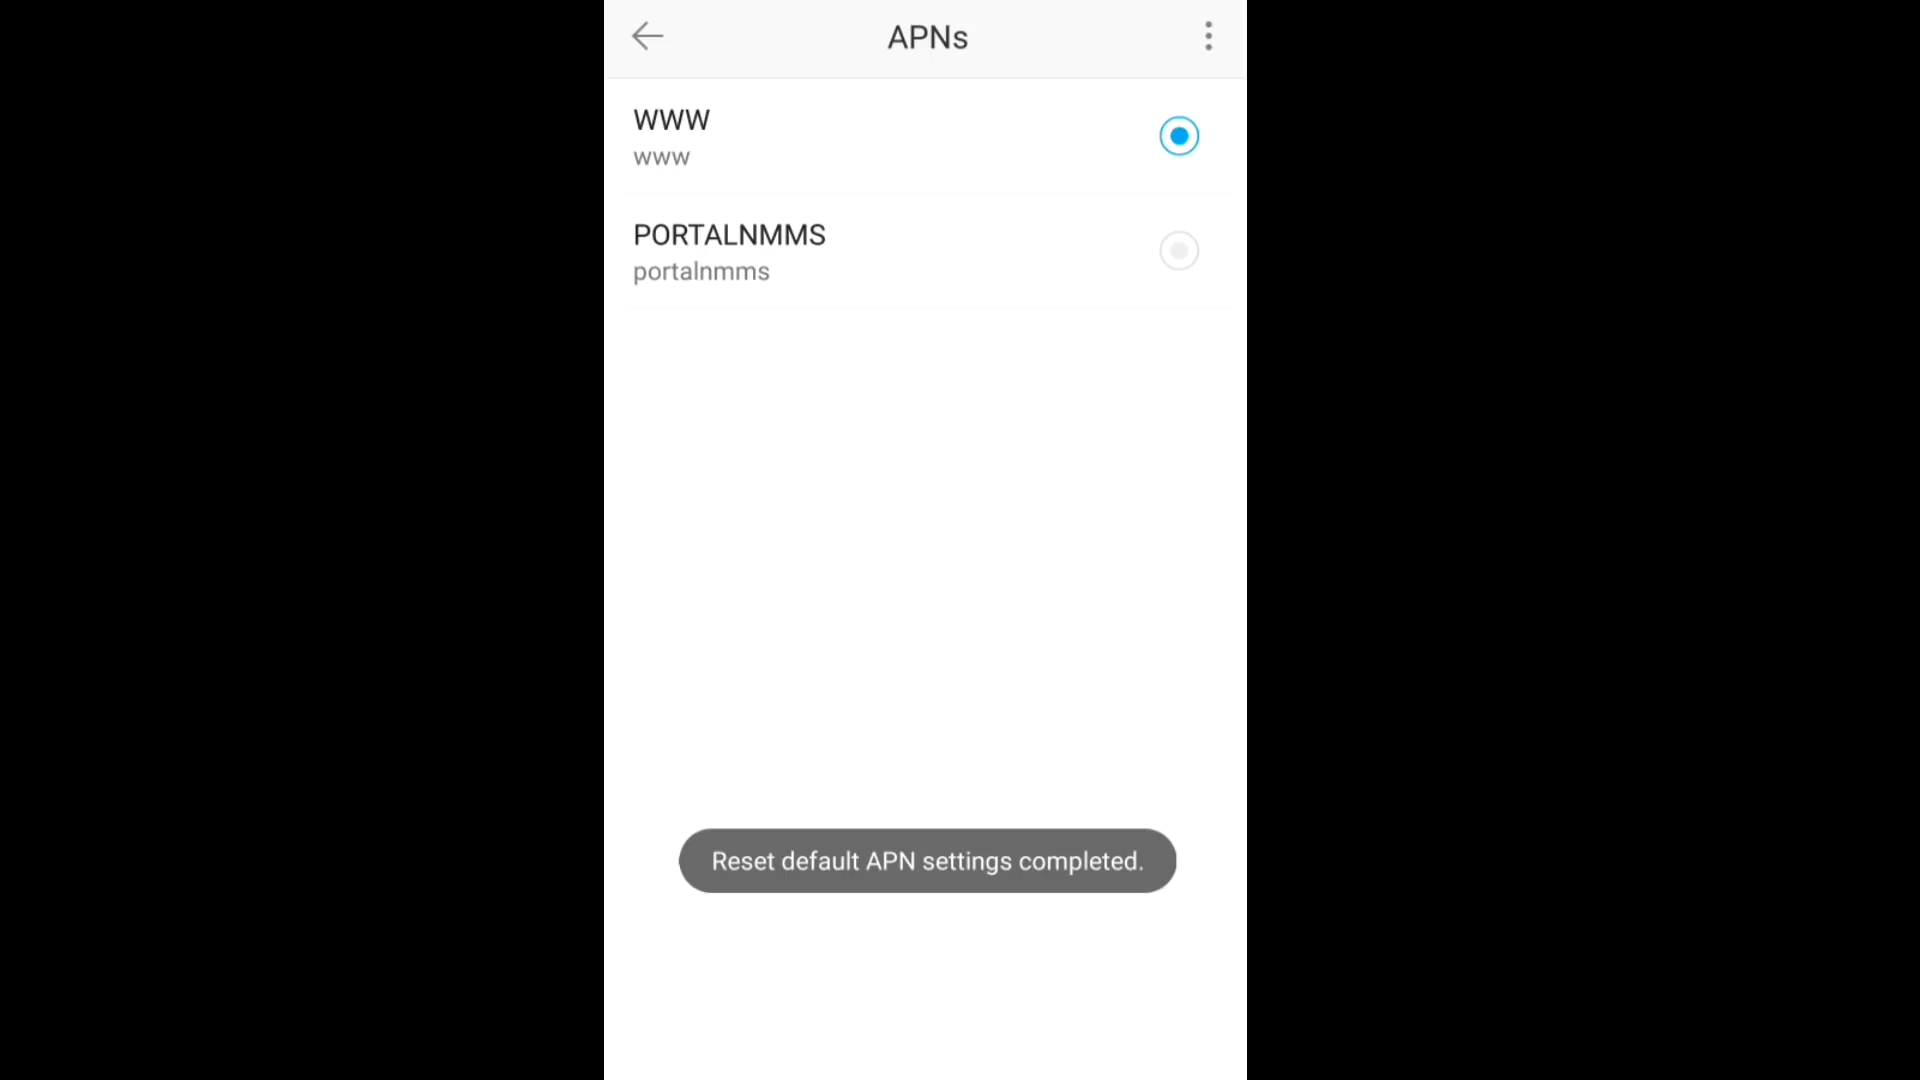 APNs
WWW
www
PORTALNMMS
portalnmms
Reset default APN settings completed.